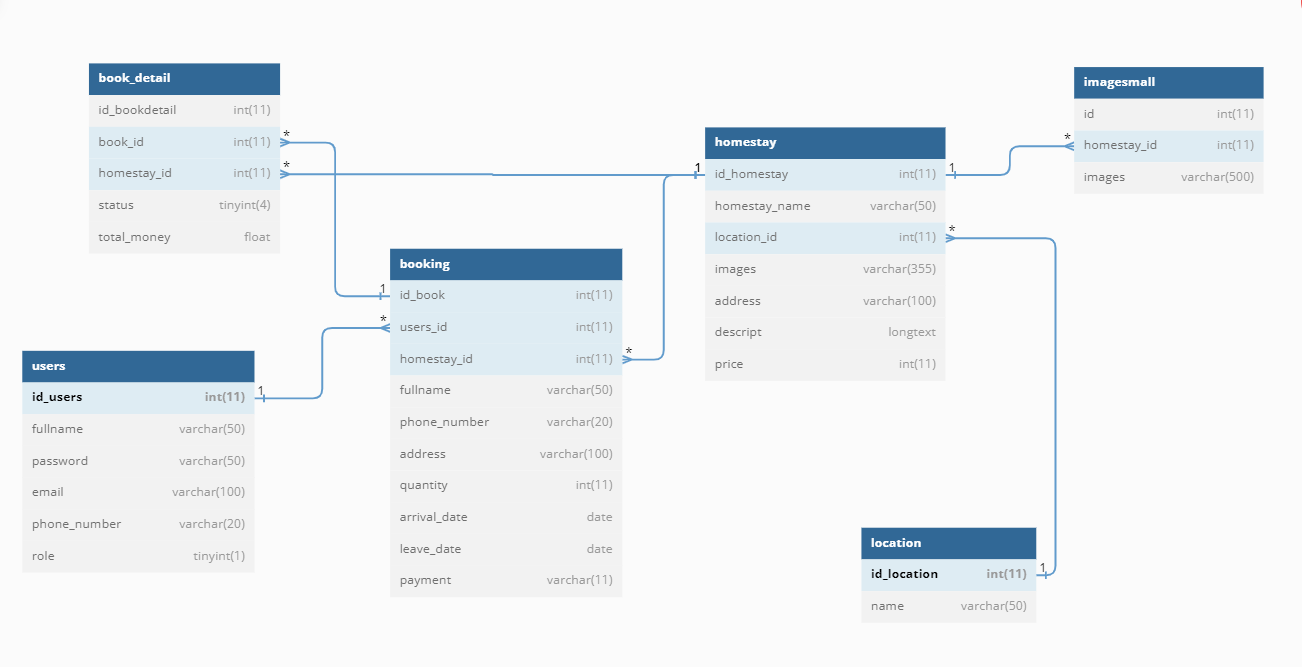 book_detail
id_bookdetail int(11)
book_id int(11)
homestay_id int(11)
status tinyint(4)
total_money float
*
*
users
id_users int(11)
fullname varchar(50)
password varchar(50)
email varchar(100)
phone_number varchar(20)
role tinyint(1)
1
booking
id_book int(11)
users_id int(11)
homestay_id int(11)
fullname varchar(50)
phone_number varchar(20)
address varchar(100)
quantity int(11)
arrival_date date
leave_date date
payment varchar(11)
1
*
*
homestay
id_homestay int(11)
homestay_name varchar(50)
location_id int(11)
images varchar(355)
address varchar(100)
descript longtext
price int(11)
1
1
*
imagesmall
id int(11)
homestay_id int(11)
images varchar(500)
*
location
id_location int(11)
name varchar(50)
1